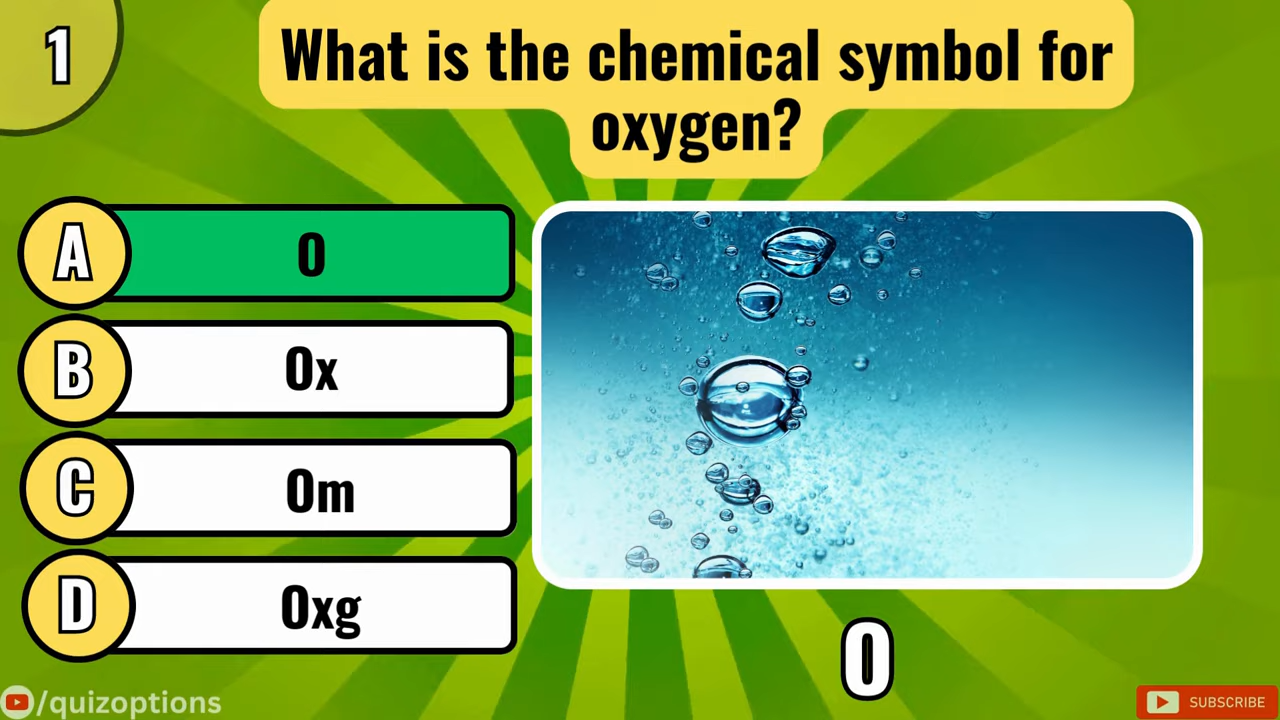 1
What is the chemical symbol for
oxygen?
A
O
B
Ox
C
Om
D
Oxg
O
/quizoptions
SUBSCRIBE